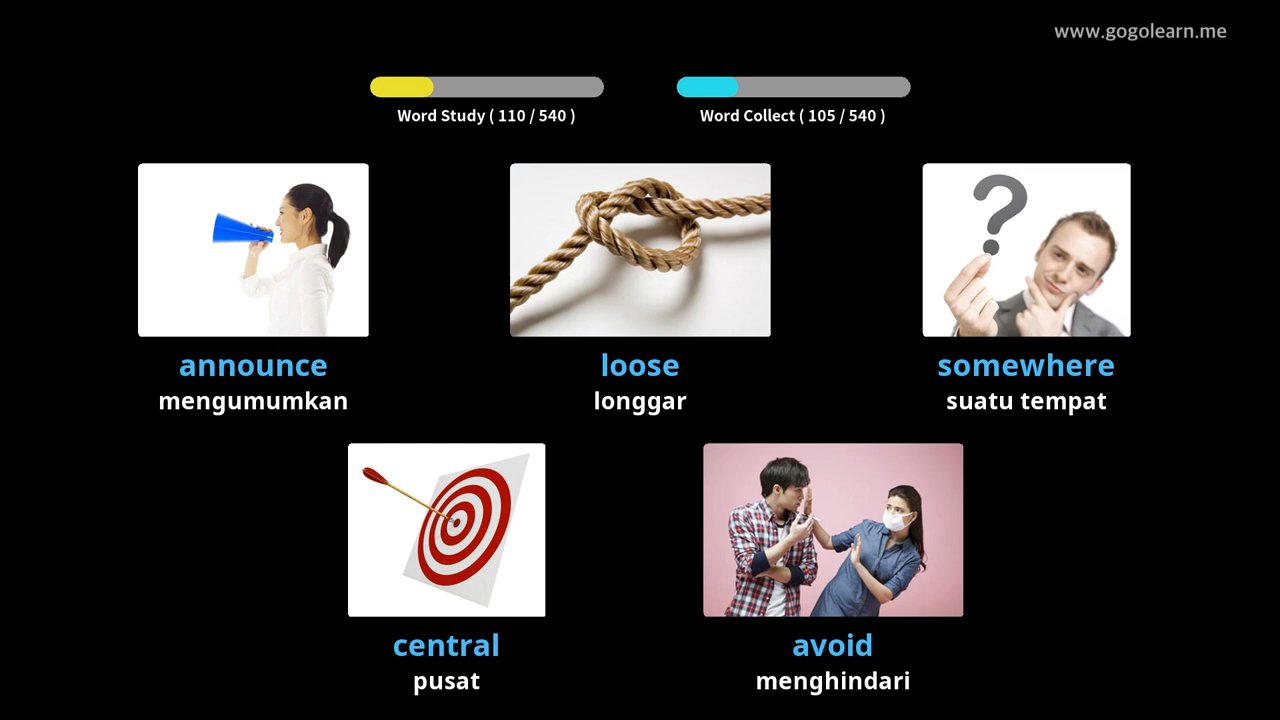 www.gogolearn.me
Word Study ( 110 / 540 )
Word Collect ( 105 / 540 )
announce
mengumumkan
loose
longgar
somewhere
suatu tempat
central
pusat
avoid
menghindari